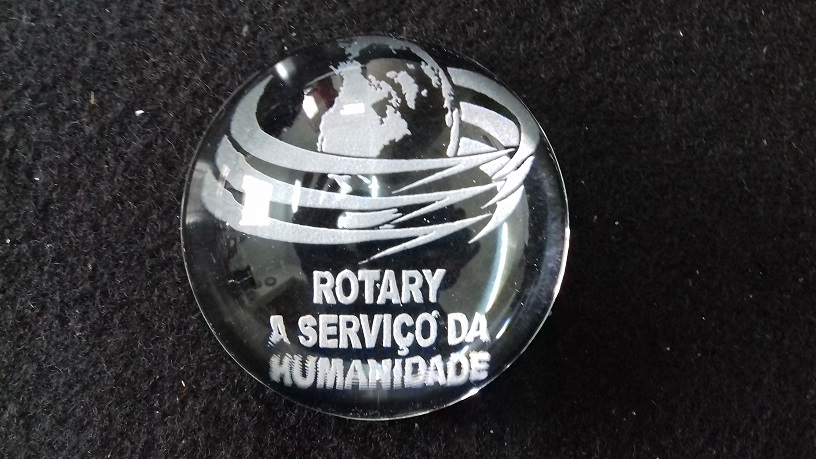 ROTARY
A SERVIÇO DA
HUMANIDADE